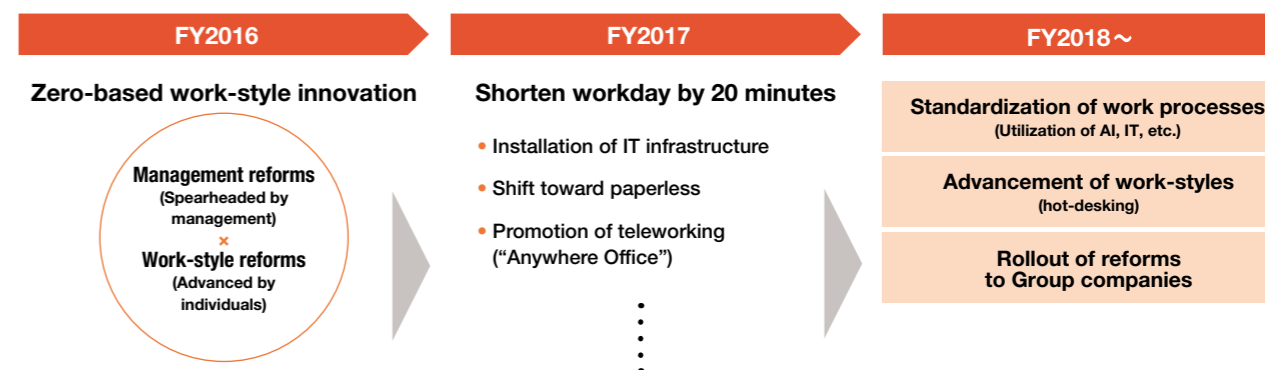 FY2016
Zero-based work-style innovation
Management reforms
(Spearheaded by
management)
×
Work-style reforms
(Advanced by
individuals)
FY2017
Shorten workday by 20 minutes
• Installation of IT infrastructure
• Shift toward paperless
• Promotion of teleworking
(“Anywhere Office”)
FY2018～
Standardization of work processes
(Utilization of AI, IT, etc.)
Advancement of work-styles
(hot-desking)
Rollout of reforms
to Group companies